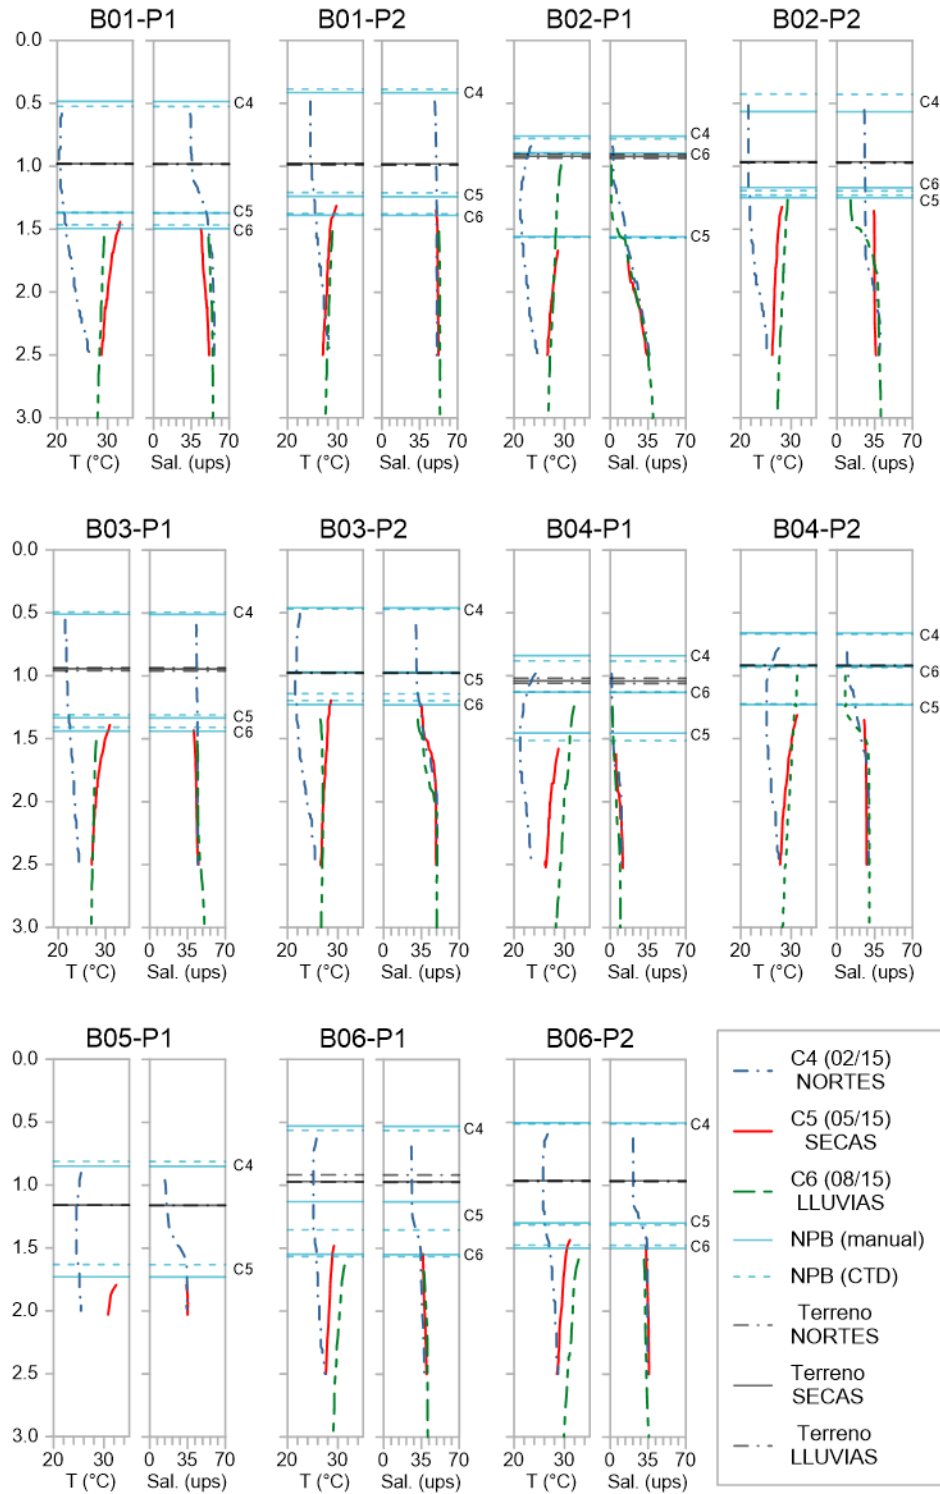 B01-P1 B01-P2 B02-P1 B02-P2
0.0
0.5
1.0
1.5
2.0
2.5
3.0
C4
C5
C6
C4
C5
C6
C4
C6
C5
C4
C6
C5
20 30 0 35 70 20 30 0 35 70 20 30 0 35 70 20 30 0 35 70
T (°C) Sal. (ups) T (°C) Sal. (ups) T (°C) Sal. (ups) T (°C) Sal. (ups)
B03-P1 B03-P2 B04-P1 B04-P2
0.0
0.5
1.0
1.5
2.0
2.5
3.0
C4
C5
C6
C4
C5
C6
C4
C6
C5
C4
C6
C5
20 30 0 35 70 20 30 0 35 70 20 30 0 35 70 20 30 0 35 70
T (°C) Sal. (ups) T (°C) Sal. (ups) T (°C) Sal. (ups) T (°C) Sal. (ups)
B05-P1 B06-P1 B06-P2
0.0
0.5
1.0
1.5
2.0
2.5
3.0
C4
C5
C4
C5
C6
C4
C5
C6
20 30 0 35 70 20 30 0 35 70 20 30 0 35 70
T (°C) Sal. (ups) T (°C) Sal. (ups) T (°C) Sal. (ups)
C4 (02/15)
NORTES
C5 (05/15)
SECAS
C6 (08/15)
LLUVIAS
NPB (manual)
NPB (CTD)
Terreno
NORTES
Terreno
SECAS
Terreno
LLUVIAS